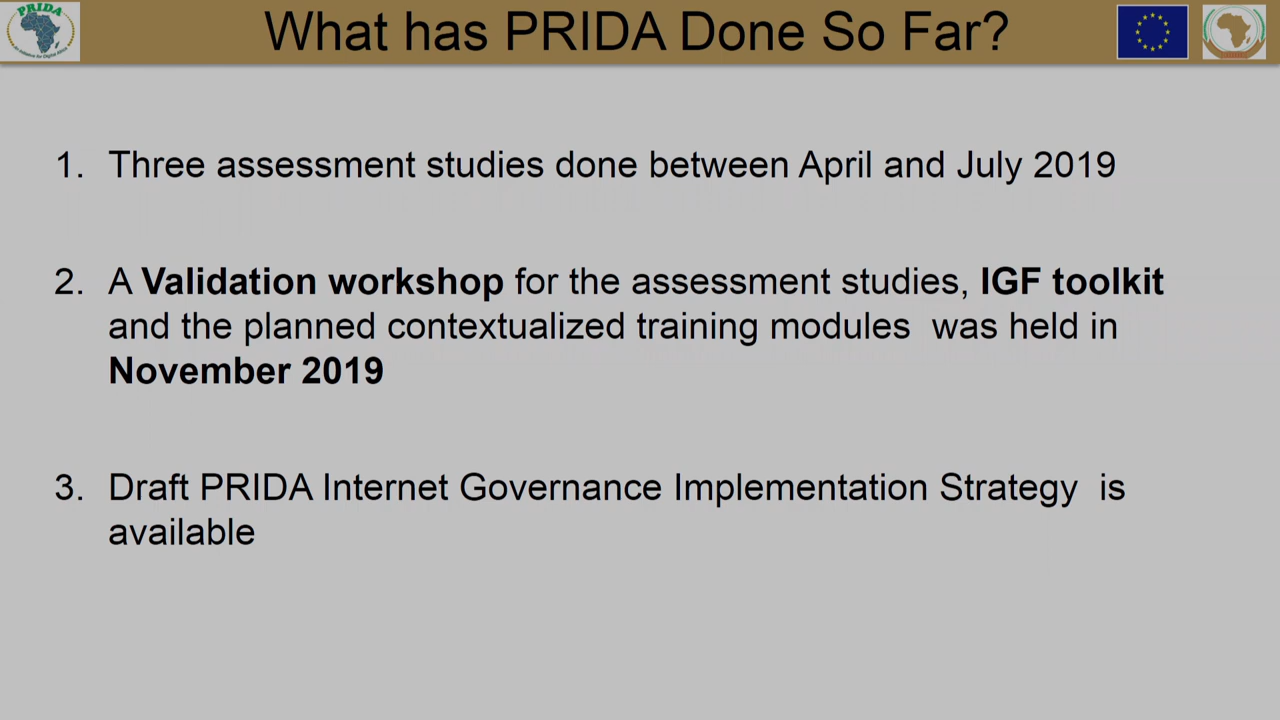 PRIDA
What has PRIDA Done So Far?
1. Three assessment studies done between April and July 2019
2. A Validation workshop for the assessment studies, IGF toolkit
and the planned contextualized training modules was held in
November 2019
3. Draft PRIDA Internet Governance Implementation Strategy is
available